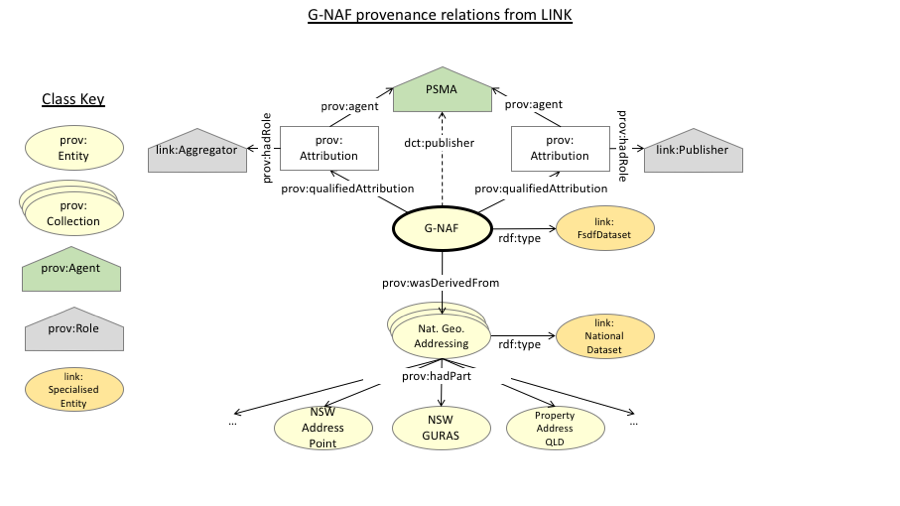 G-NAF provenance relations from LINK
Class Key
prov:
Entity
prov:
Collection
prov:Agent
prov:Role
link:
Specialised
Entity
PSMA
prov:agent
prov:agent
prov:hadRole
link:Aggregator
prov:
Attribution
dct:publisher
prov:
Attribution
prov:hadRole
link:Publisher
prov:qualifiedAttribution
prov:qualifiedAttribution
G-NAF
rdf:type
link:
FsdfDataset
prov:wasDerivedFrom
Nat. Geo.
Addressing
rdf:type
link:
National
Dataset
prov:hadPart
...
NSW
Address
Point
NSW
GURAS
Property
Address
QLD
...